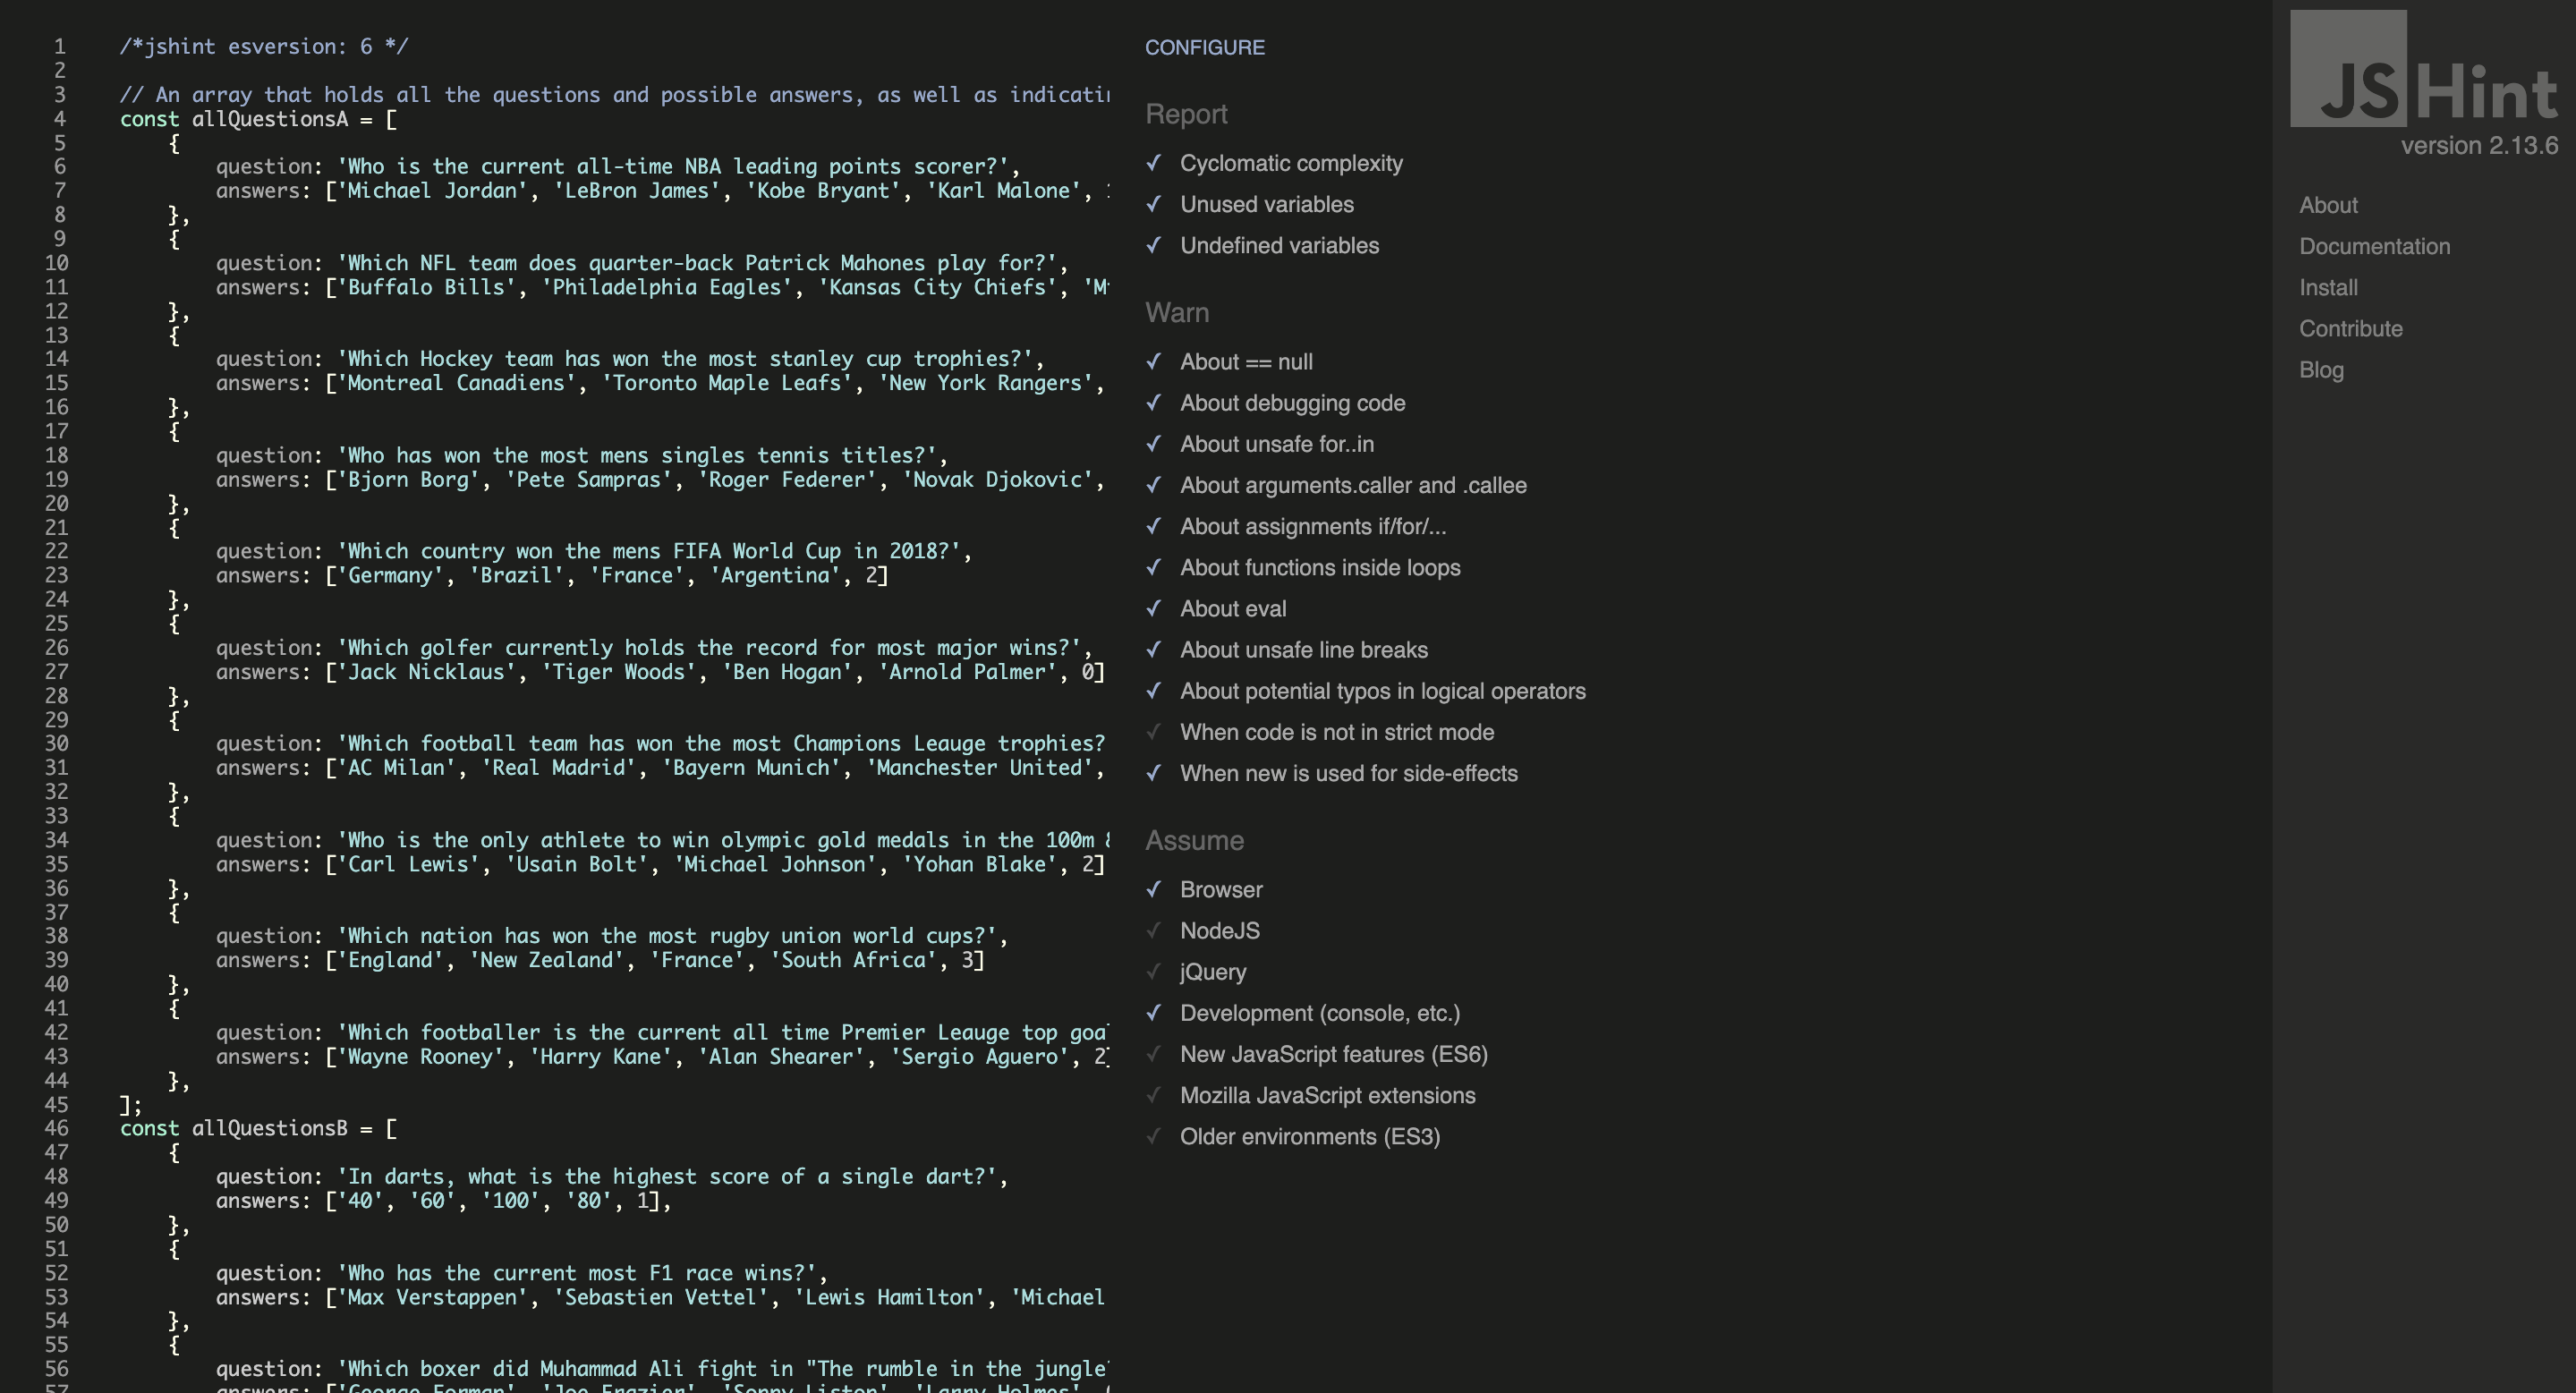 1 /*jshint esversion: 6 */
2
3 // An array that holds all the questions and possible answers, as well as
4 const allQuestionsA = [
5 {
6 question: 'Who is the current all-time NBA leading points scorer?',
7 answers: ['Michael Jordan', 'LeBron James', 'Kobe Bryant', 'Karl Malone',
8 },
9 {
10 question: 'Which NFL team does quarter-back Patrick Mahones play for?',
11 answers: ['Buffalo Bills', 'Philadelphia Eagles', 'Kansas City Chiefs',
12 },
13 {
14 question: 'Which Hockey team has won the most stanley cup trophies?',
15 answers: ['Montreal Canadiens', 'Toronto Maple Leafs', 'New York Rangers',
16 },
17 {
18 question: 'Who has won the most mens singles tennis titles?',
19 answers: ['Bjorn Borg', 'Pete Sampras', 'Roger Federer', 'Novak Djokovic',
20 },
21 {
22 question: 'Which country won the mens FIFA World Cup in 2018?',
23 answers: ['Germany', 'Brazil', 'France', 'Argentina', 2]
24 },
25 {
26 question: 'Which golfer currently holds the record for most major wins?',
27 answers: ['Jack Nicklaus', 'Tiger Woods', 'Ben Hogan', 'Arnold Palmer', 0]
28 },
29 {
30 question: 'Which football team has won the most Champions Leauge trophies?
31 answers: ['AC Milan', 'Real Madrid', 'Bayern Munich', 'Manchester United',
32 },
33 {
34 question: 'Who is the only athlete to win olympic gold medals in the 100m
35 answers: ['Carl Lewis', 'Usain Bolt', 'Michael Johnson', 'Yohan Blake', 2]
36 },
37 {
38 question: 'Which nation has won the most rugby union world cups?',
39 answers: ['England', 'New Zealand', 'France', 'South Africa', 3]
40 },
41 {
42 question: 'Which footballer is the current all time Premier Leauge top
43 answers: ['Wayne Rooney', 'Harry Kane', 'Alan Shearer', 'Sergio Aguero', 2]
44 },
45 ];
46 const allQuestionsB = [
47 {
48 question: 'In darts, what is the highest score of a single dart?',
49 answers: ['40', '60', '100', '80', 1],
50 },
51 {
52 question: 'Who has the current most F1 race wins?',
53 answers: ['Max Verstappen', 'Sebastien Vettel', 'Lewis Hamilton', 'Michael
54 },
55 {
56 question: 'Which boxer did Muhammad Ali fight in "The rumble in the jungle
57 answers: ['George Forman', 'Joe Frazier', 'Sonny Liston', 'Larry Holmes',
CONFIGURE
Report
Cyclomatic complexity
Unused variables
Undefined variables
Warn
About == null
About debugging code
About unsafe for..in
About arguments.caller and .callee
About assignments if/for/...
About functions inside loops
About eval
About unsafe line breaks
About potential typos in logical operators
When code is not in strict mode
When new is used for side-effects
Assume
Browser
NodeJS
jQuery
Development (console, etc.)
New JavaScript features (ES6)
Mozilla JavaScript extensions
Older environments (ES3)
JSHint
version 2.13.6
About
Documentation
Install
Contribute
Blog